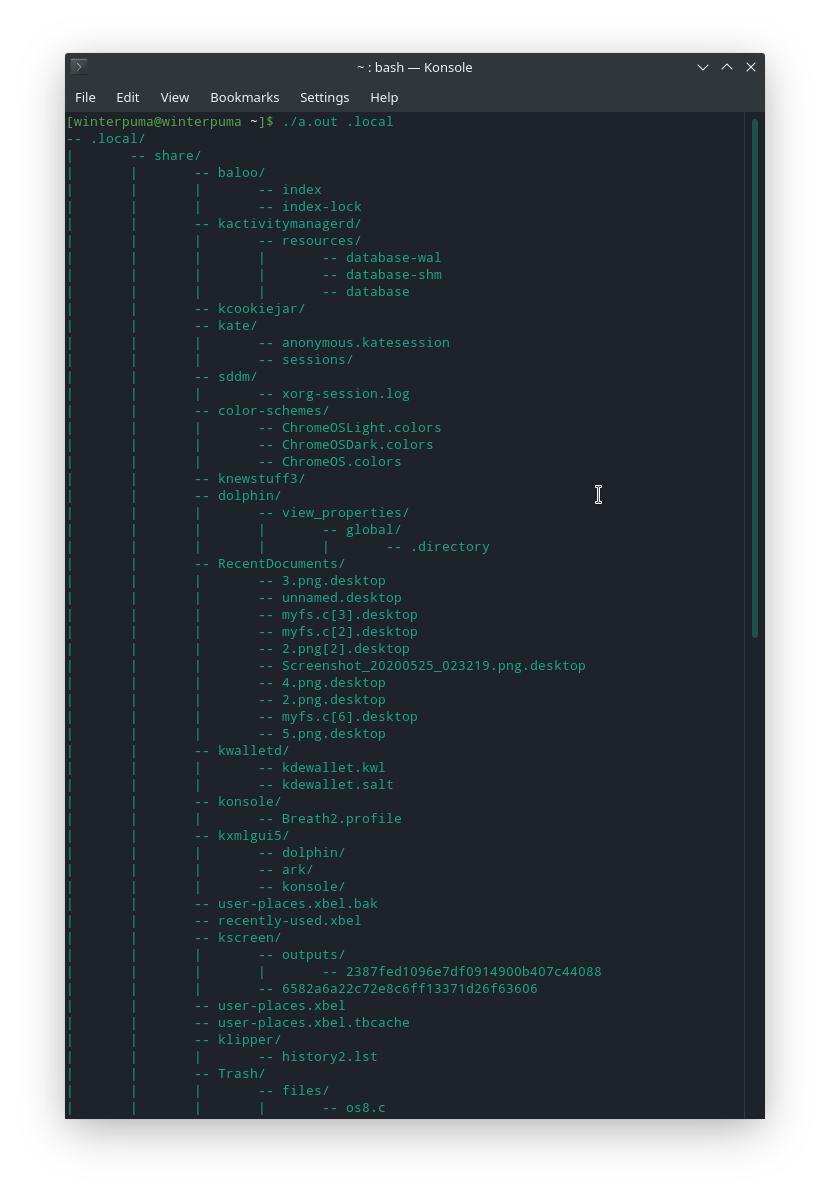 ~ : bash — Konsole
File Edit View Bookmarks Settings Help
[winterpuma@winterpuma ~]$ ./a.out .local
-- .local/
|       -- share/
|       |       -- baloo/
|       |       |       -- index
|       |       |       -- index-lock
|       |       -- kactivitymanagerd/
|       |       |       -- resources/
|       |       |       |       -- database-wal
|       |       |       |       -- database-shm
|       |       |       |       -- database
|       |       -- kcookiejar/
|       |       -- kate/
|       |       |       -- anonymous.katesession
|       |       |       -- sessions/
|       |       -- sddm/
|       |       |       -- xorg-session.log
|       |       -- color-schemes/
|       |       |       -- ChromeOSLight.colors
|       |       |       -- ChromeOSDark.colors
|       |       |       -- ChromeOS.colors
|       |       -- knewstuff3/
|       |       -- dolphin/
|       |       |       -- view_properties/
|       |       |       |       -- global/
|       |       |       |       |       -- .directory
|       |       -- RecentDocuments/
|       |       |       -- 3.png.desktop
|       |       |       -- unnamed.desktop
|       |       |       -- myfs.c[3].desktop
|       |       |       -- myfs.c[2].desktop
|       |       |       -- 2.png[2].desktop
|       |       |       -- Screenshot_20200525_023219.png.desktop
|       |       |       -- 4.png.desktop
|       |       |       -- 2.png.desktop
|       |       |       -- myfs.c[6].desktop
|       |       |       -- 5.png.desktop
|       |       -- kwalletd/
|       |       |       -- kdewallet.kwl
|       |       |       -- kdewallet.salt
|       |       -- konsole/
|       |       |       -- Breath2.profile
|       |       -- kxmlgui5/
|       |       |       -- dolphin/
|       |       |       -- ark/
|       |       |       -- konsole/
|       |       -- user-places.xbel.bak
|       |       -- recently-used.xbel
|       |       -- kscreen/
|       |       |       -- outputs/
|       |       |       |       -- 2387fed1096e7df0914900b407c44088
|       |       |       -- 6582a6a22c72e8c6ff13371d26f63606
|       |       -- user-places.xbel
|       |       -- user-places.xbel.tbcache
|       |       -- klipper/
|       |       |       -- history2.lst
|       |       -- Trash/
|       |       |       -- files/
|       |       |       |       -- os8.c